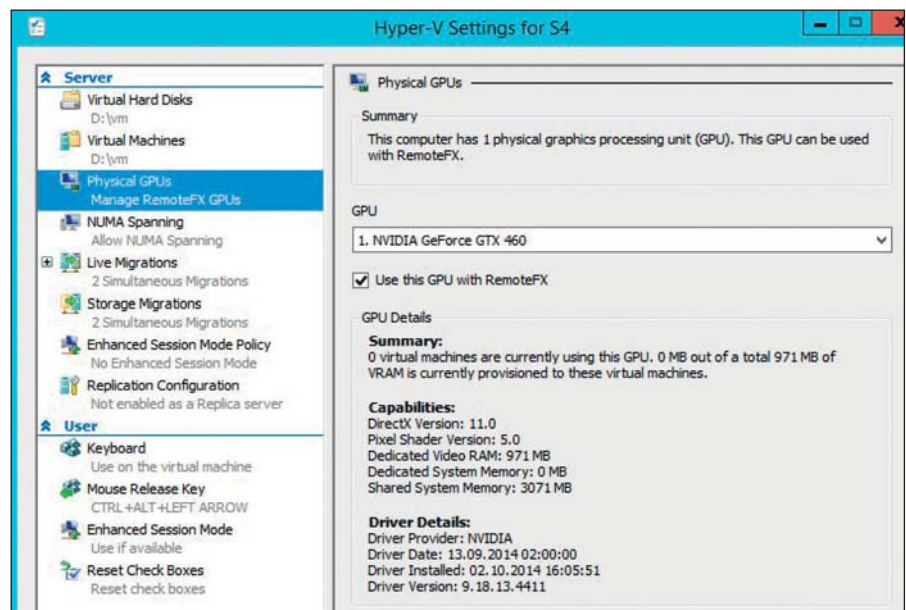 Hyper-V Settings for S4
Server
Virtual Hard Disks
D:\vm
Virtual Machines
D:\vm
Physical GPUs
Manage RemoteFX GPUs
NUMA Spanning
Allow NUMA Spanning
Live Migrations
2 Simultaneous Migrations
Storage Migrations
2 Simultaneous Migrations
Enhanced Session Mode Policy
No Enhanced Session Mode
Replication Configuration
Not enabled as a Replica server
User
Keyboard
Use on the virtual machine
Mouse Release Key
CTRL+ALT+LEFT ARROW
Enhanced Session Mode
Use if available
Reset Check Boxes
Reset check boxes
Physical GPUs
Summary
This computer has 1 physical graphics processing unit (GPU). This GPU can be used
with RemoteFX.
GPU
1. NVIDIA GeForce GTX 460
Use this GPU with RemoteFX
GPU Details
Summary:
0 virtual machines are currently using this GPU. 0 MB out of a total 971 MB of
VRAM is currently provisioned to these virtual machines.
Capabilities:
DirectX Version: 11.0
Pixel Shader Version: 5.0
Dedicated Video RAM: 971 MB
Dedicated System Memory: 0 MB
Shared System Memory: 3071 MB
Driver Details:
Driver Provider: NVIDIA
Driver Date: 13.09.2014 02:00:00
Driver Installed: 02.10.2014 16:05:51
Driver Version: 9.18.13.4411